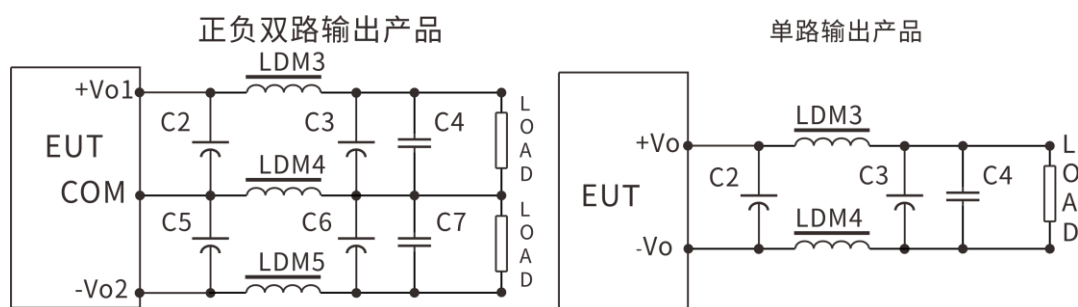 正负双路输出产品
LDM3
+Vo1
C2
C3
C4
LOAD
EUT
LDM4
COM
C5
C6
C7
LOAD
LDM5
-Vo2
单路输出产品
LDM3
+Vo
C2
C3
C4
LOAD
EUT
LDM4
-Vo